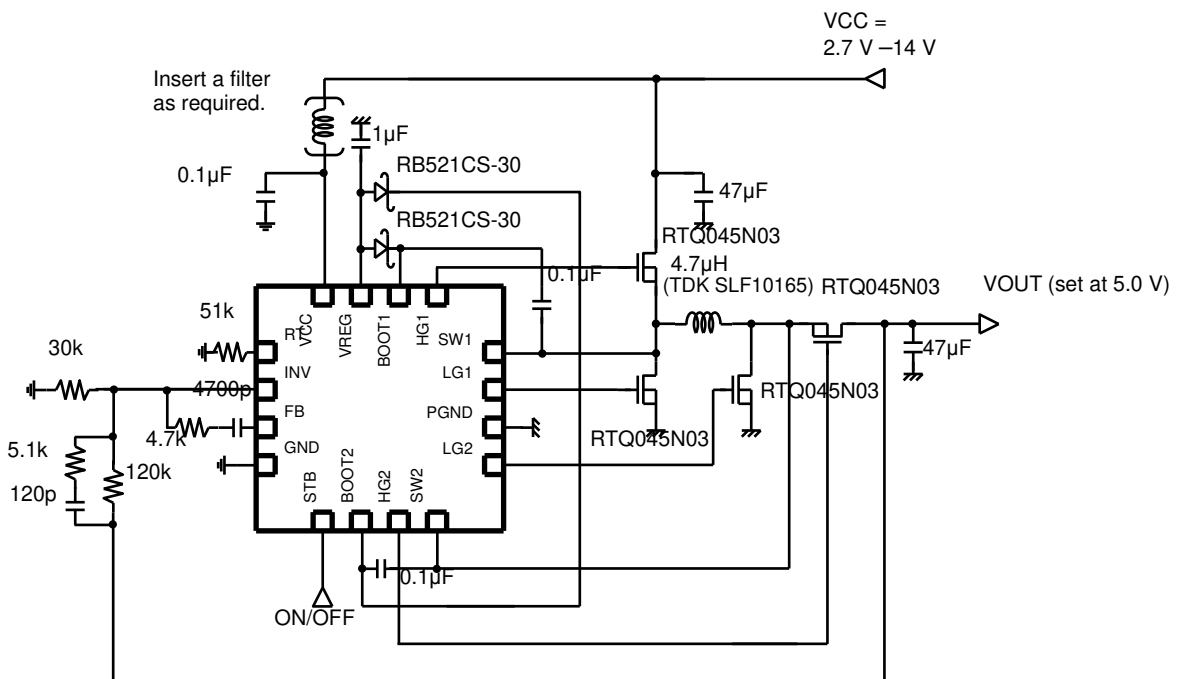 VCC =
2.7 V –14 V
Insert a filter
as required.
1µF
0.1µF
RB521CS-30
RB521CS-30
47µF
RTQ045N03
4.7µH
(TDK SLF10165)
RTQ045N03
0.1µF
VOUT (set at 5.0 V)
47µF
51k
30k
RT
VCC
VREG
BOOT1
HG1
SW1
INV
4700p
LG1
RTQ045N03
FB
PGND
4.7k
RTQ045N03
GND
LG2
5.1k
120k
120p
STB
BOOT2
HG2
SW2
0.1µF
ON/OFF